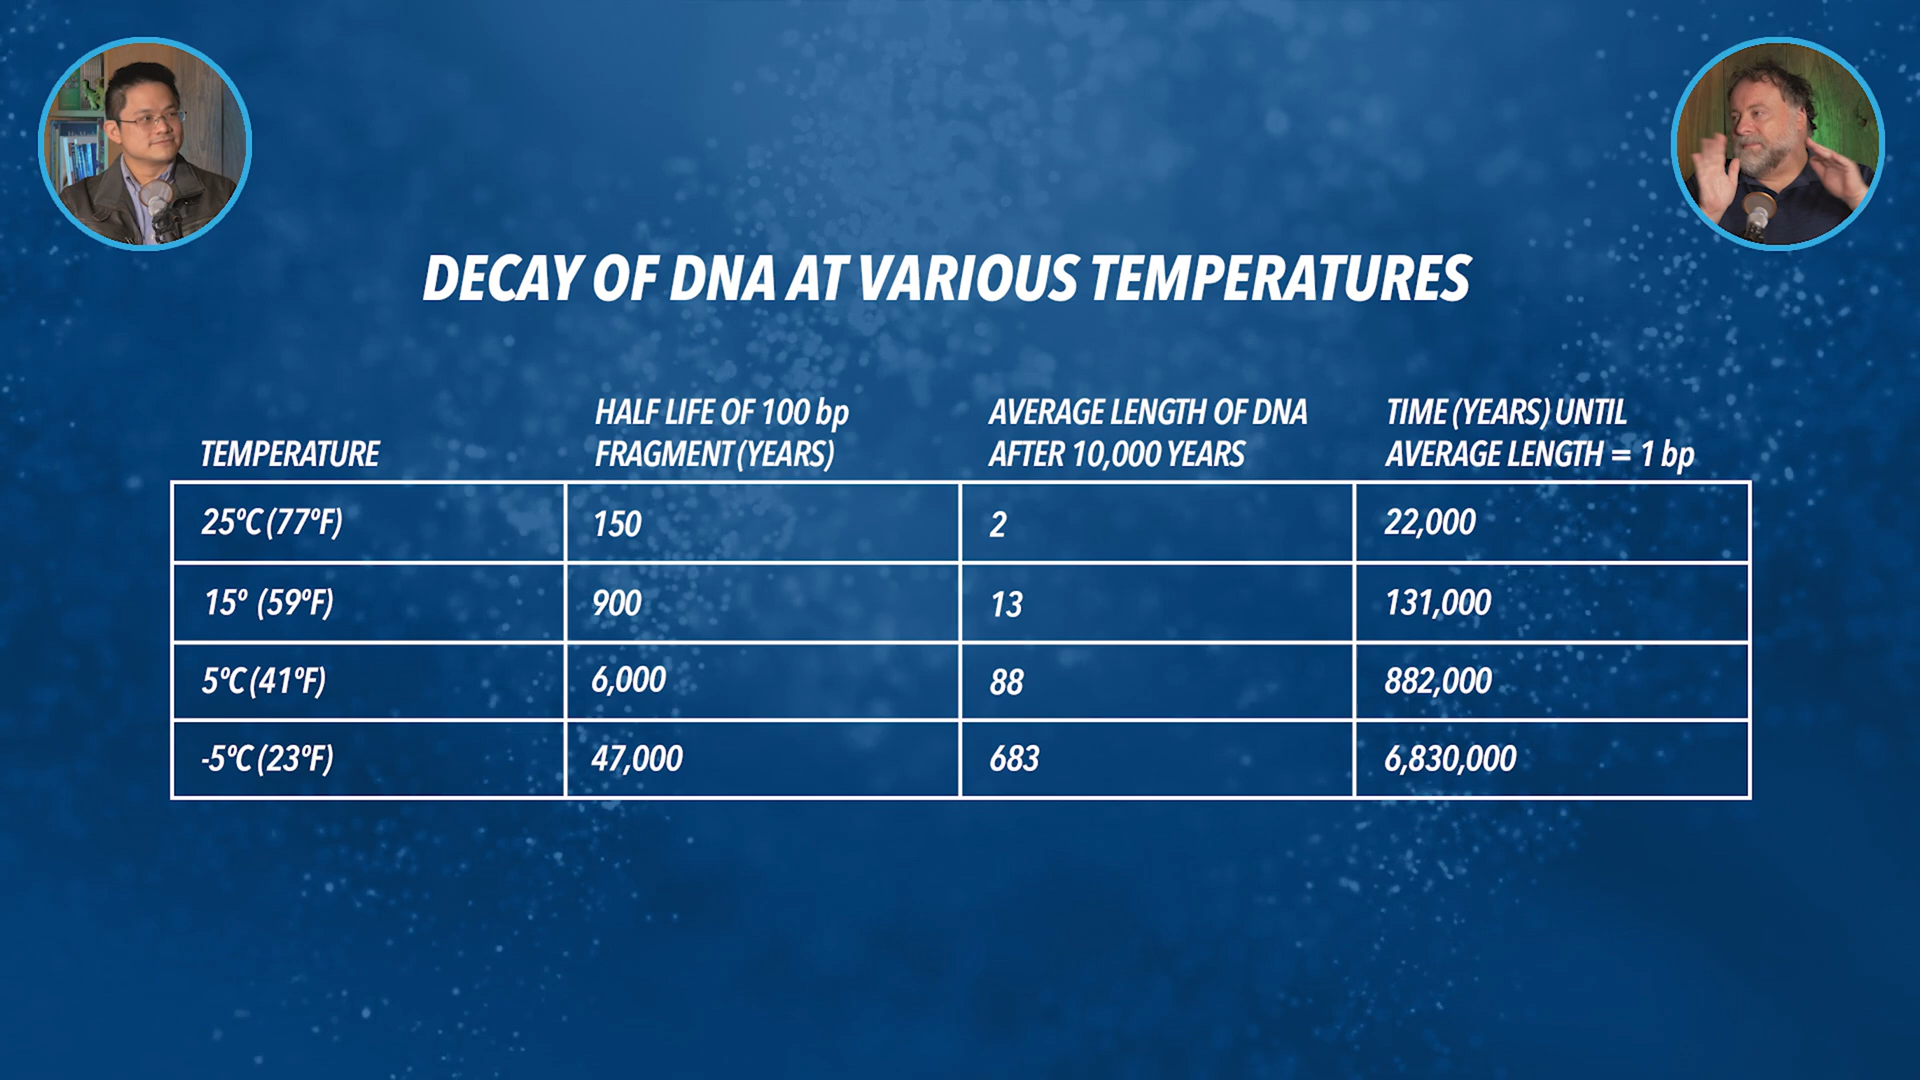 DECAY OF DNA AT VARIOUS TEMPERATURES
TEMPERATURE
HALF LIFE OF 100 bp
FRAGMENT (YEARS)
AVERAGE LENGTH OF DNA
AFTER 10,000 YEARS
TIME (YEARS) UNTIL
AVERAGE LENGTH = 1 bp
25ºC (77ºF) 150 2 22,000
15º (59ºF) 900 13 131,000
5ºC (41ºF) 6,000 88 882,000
-5ºC (23ºF) 47,000 683 6,830,000